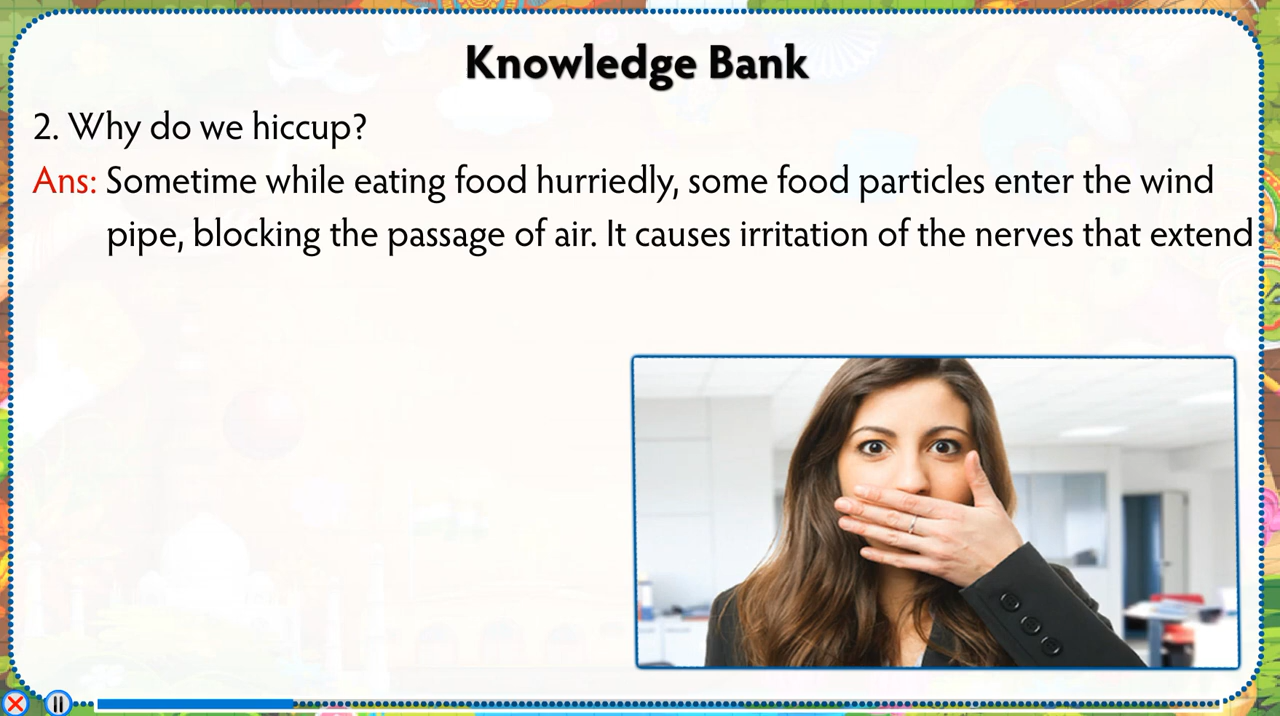 Knowledge Bank
2. Why do we hiccup?
Ans: Sometime while eating food hurriedly, some food particles enter the wind
pipe, blocking the passage of air. It causes irritation of the nerves that extend